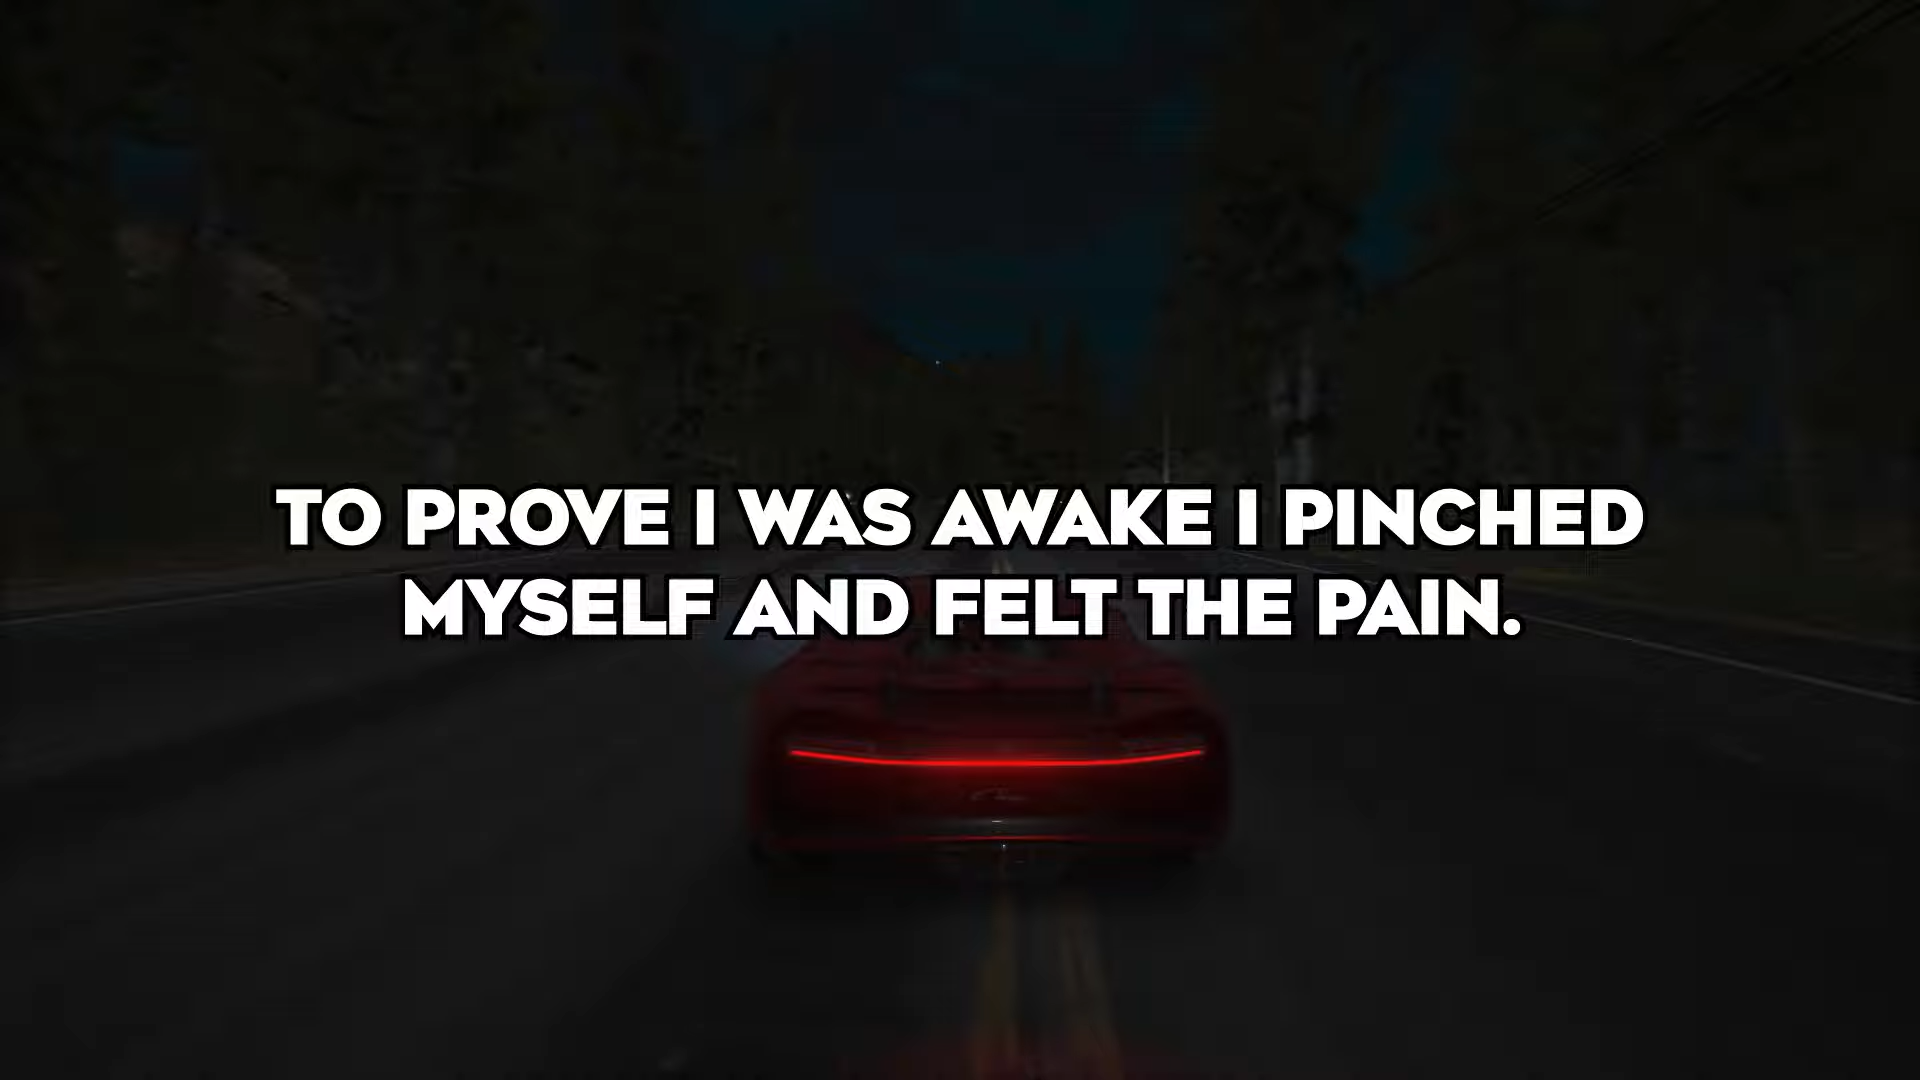 TO PROVE I WAS AWAKE I PINCHED
MYSELF AND FELT THE PAIN.